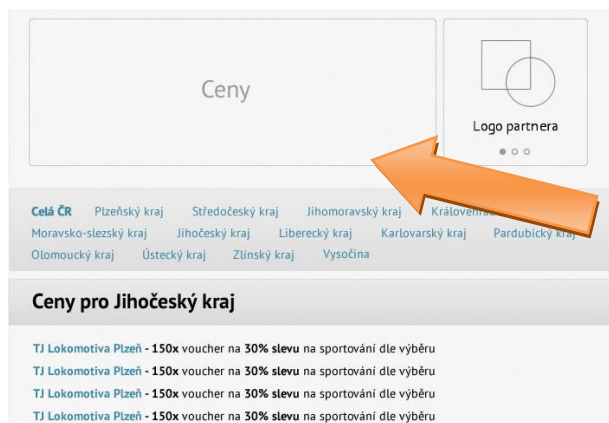 Ceny
Logo partnera
Celá ČR Plzeňský kraj Středočeský kraj Jihomoravský kraj
Moravsko-slezský kraj Jihočeský kraj Liberecký kraj Karlovarský kraj Pardubický kraj
Olomoucký kraj Ústecký kraj Zlínský kraj Vysočina
Ceny pro Jihočeský kraj
TJ Lokomotiva Plzeň - 150x voucher na 30% slevu na sportování dle výběru
TJ Lokomotiva Plzeň - 150x voucher na 30% slevu na sportování dle výběru
TJ Lokomotiva Plzeň - 150x voucher na 30% slevu na sportování dle výběru
TJ Lokomotiva Plzeň - 150x voucher na 30% slevu na sportování dle výběru